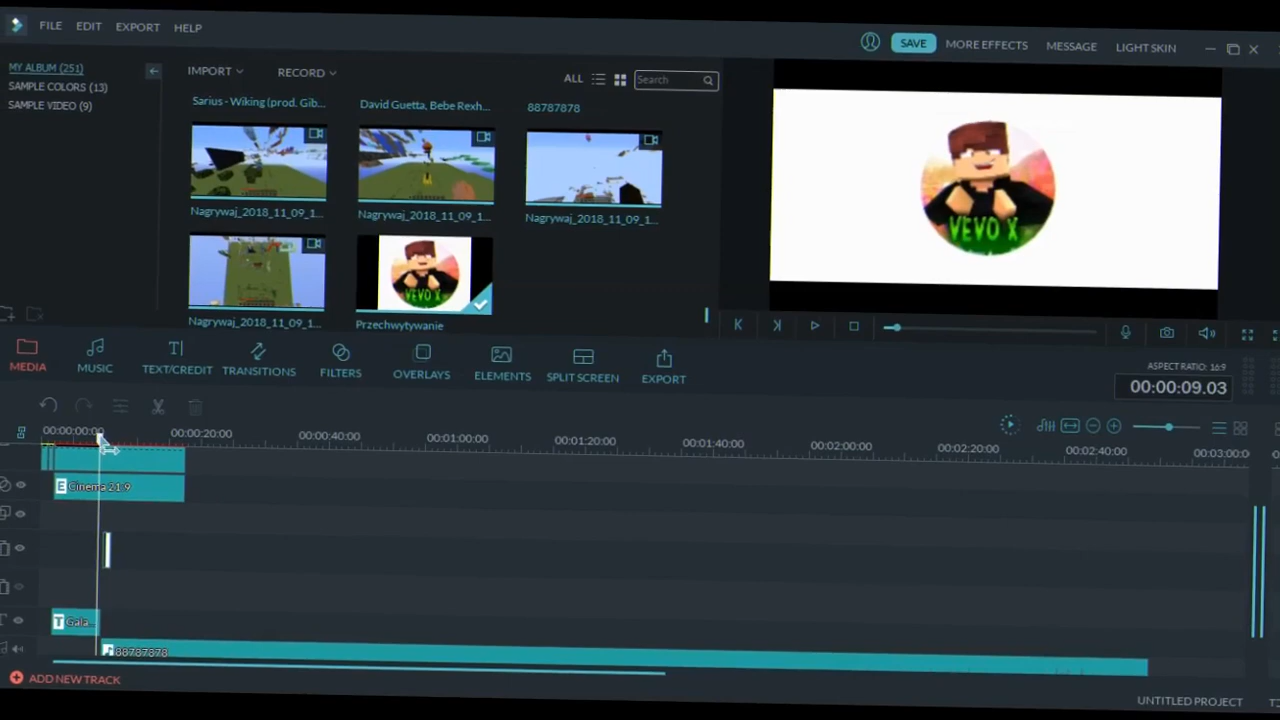 FILE EDIT EXPORT HELP
SAVE MORE EFFECTS MESSAGE LIGHT SKIN
MY ALBUM (251)
SAMPLE COLORS (13)
SAMPLE VIDEO (9)
IMPORT RECORD ALL Search
Sarius - Wiking (prod. Gib... David Guetta, Bebe Rexh... 88787878
Nagrywaj_2018_11_09_1... Nagrywaj_2018_11_09_1... Nagrywaj_2018_11_09_1...
VEVO X
Nagrywaj_2018_11_09_1... Przechwytywanie
VEVO X
MEDIA MUSIC TEXT/CREDIT TRANSITIONS FILTERS OVERLAYS ELEMENTS SPLIT SCREEN EXPORT
ASPECT RATIO: 16:9
00:00:09.03
00:00:00:00 00:00:20:00 00:00:40:00 00:01:00:00 00:01:20:00 00:01:40:00 00:02:00:00 00:02:20:00 00:02:40:00 00:03:00:0
E Cinema 21:9
T Gala...
88787878
ADD NEW TRACK
UNTITLED PROJECT